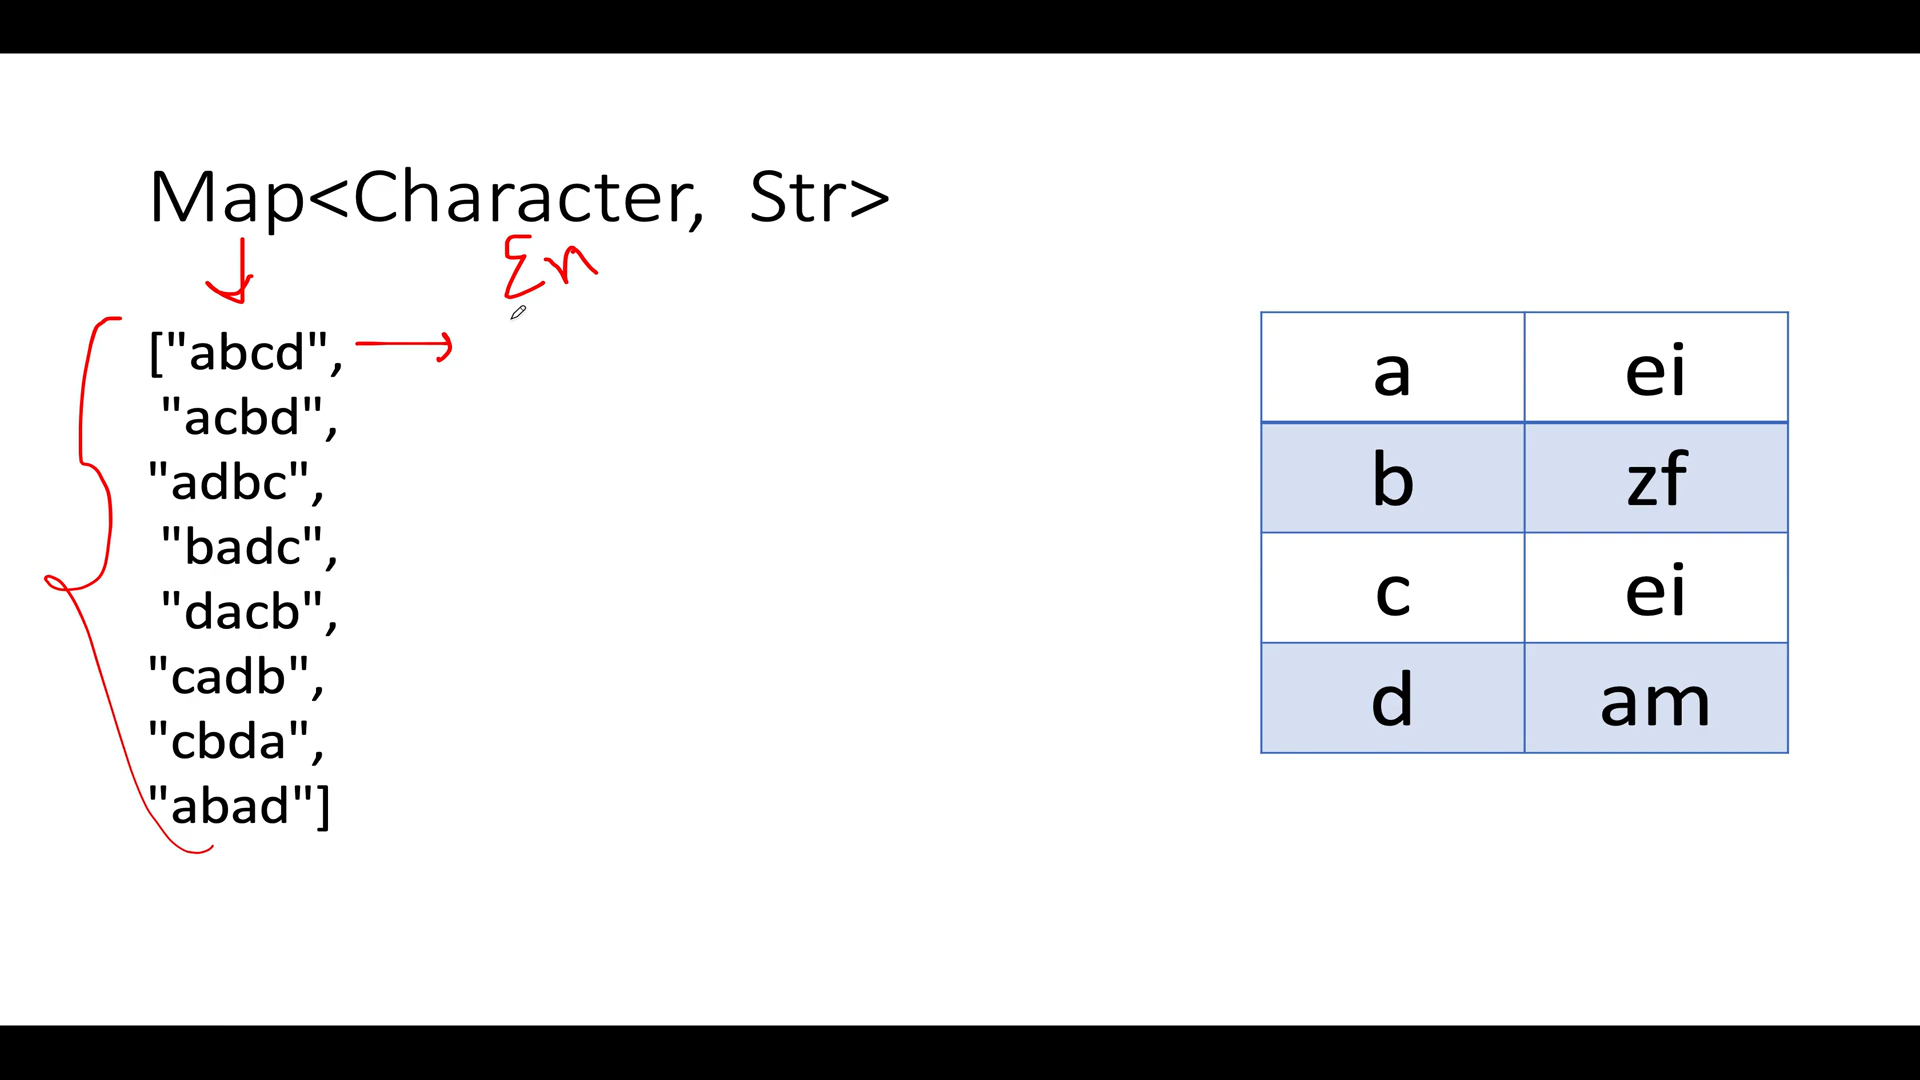 Map<Character, Str>
En
["abcd",
"acbd",
"adbc",
"badc",
"dacb",
"cadb",
"cbda",
"abad"]
a ei
b zf
c ei
d am